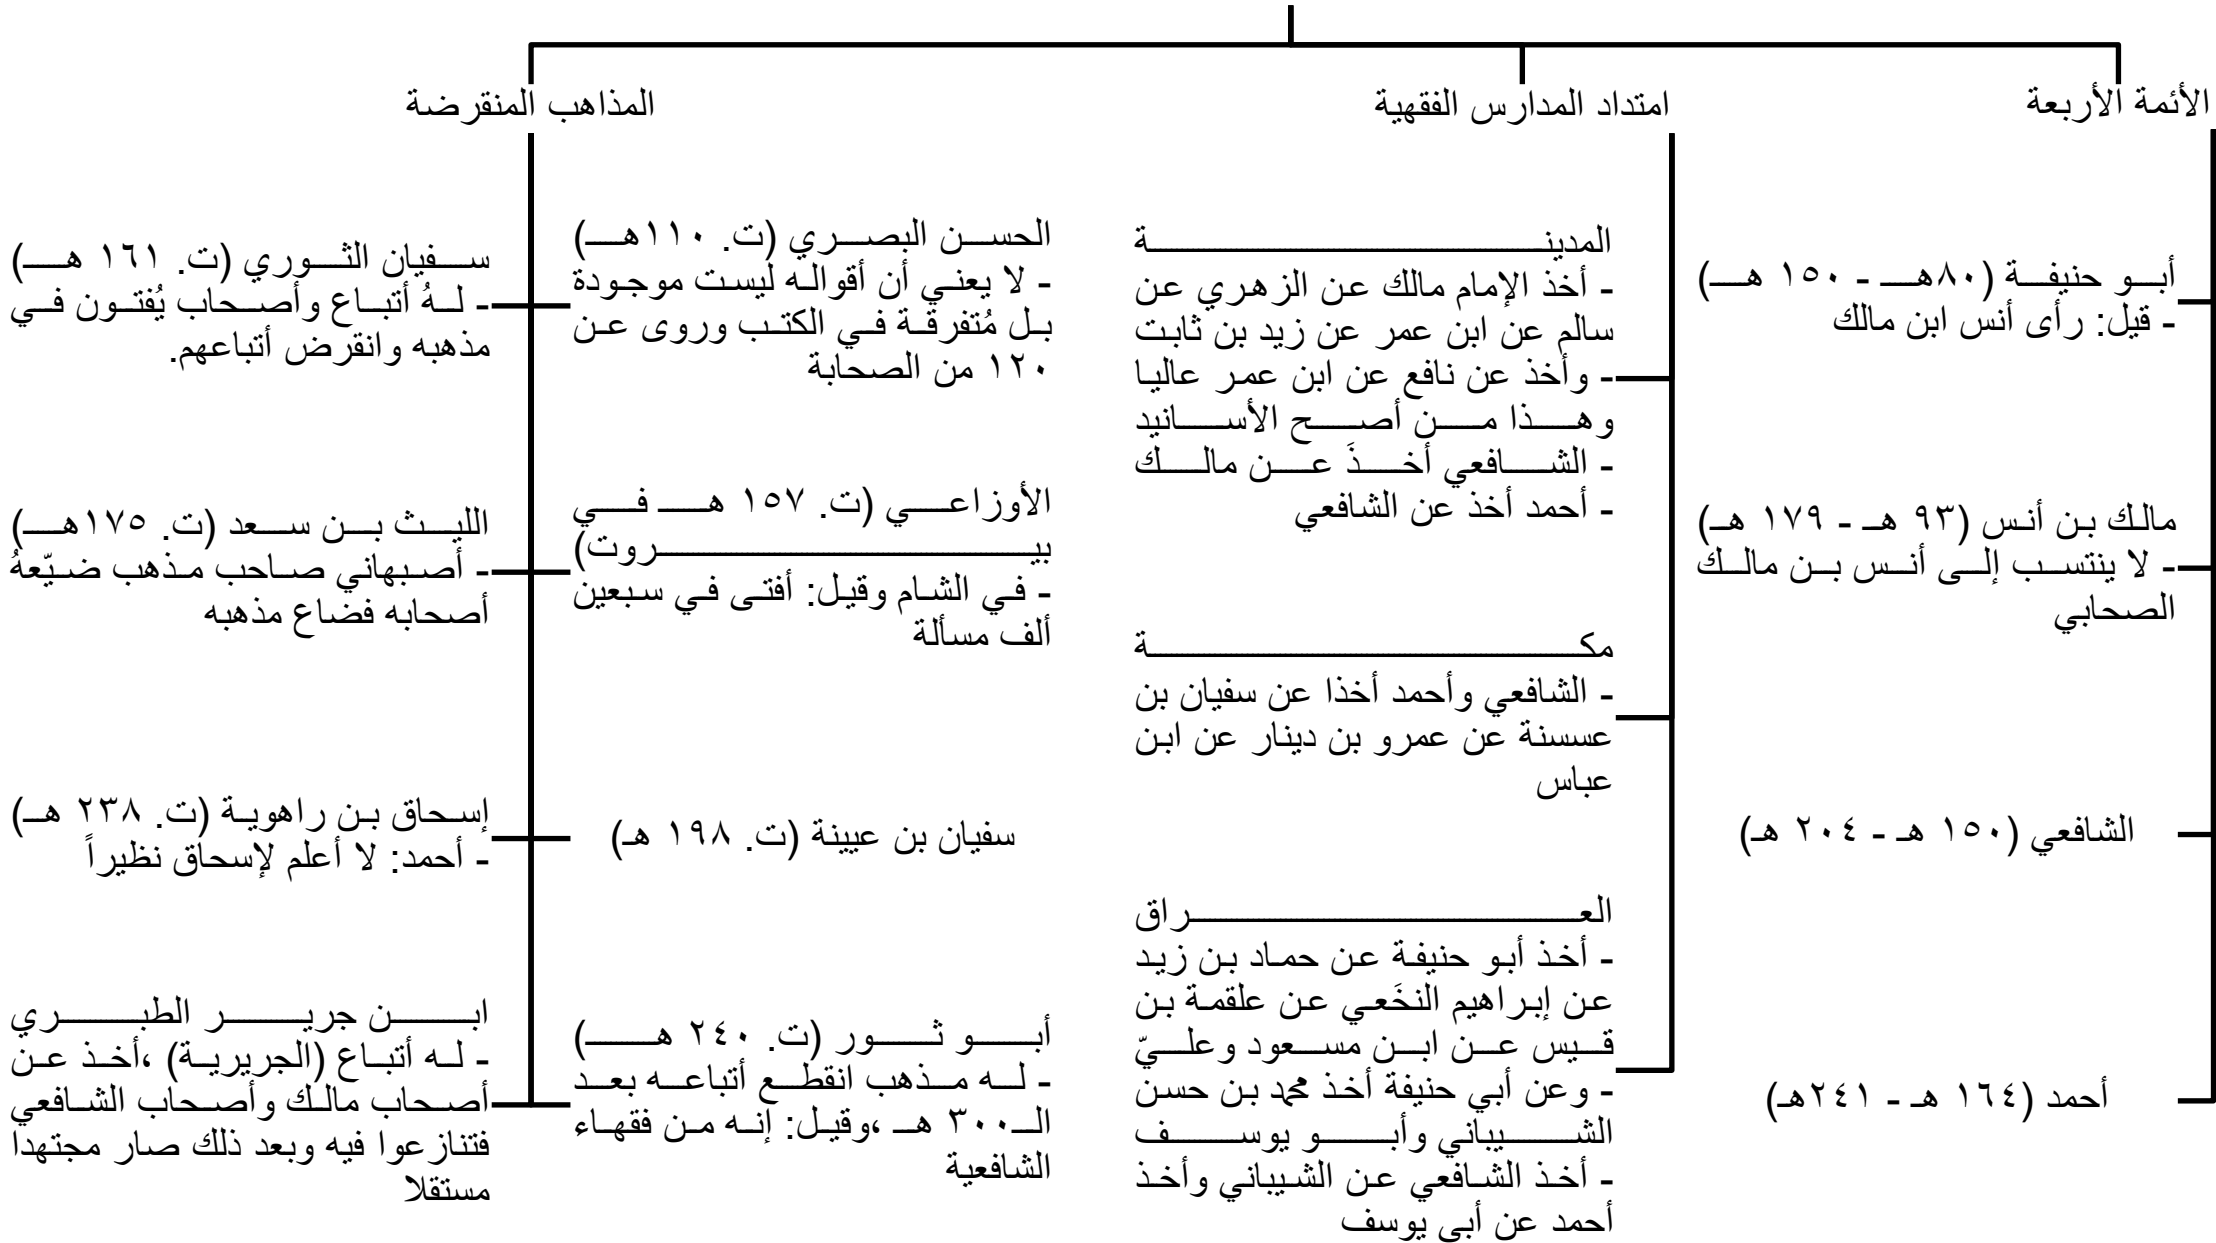 الأئمة الأربعة
أبو حنيفة (٨٠هـ - ١٥٠ هـ)
- قيل: رأى أنس ابن مالك
مالك بن أنس (٩٣ هـ - ١٧٩ هـ)
- لا ينتسب إلى أنس بن مالك
الصحابي
الشافعي (١٥٠ هـ - ٢٠٤ هـ)
أحمد (١٦٤ هـ - ٢٤١هـ)
امتداد المدارس الفقهية
المدينة
- أخذ الإمام مالك عن الزهري عن
سالم عن ابن عمر عن زيد بن ثابت
- وأخذ عن نافع عن ابن عمر عاليا
وهذا من أصح الأسانيد
- الشافعي أخذَ عن مالك
- أحمد أخذ عن الشافعي
مكة
- الشافعي وأحمد أخذا عن سفيان بن
عسسنة عن عمرو بن دينار عن ابن
عباس
العراق
- أخذ أبو حنيفة عن حماد بن زيد
عن إبراهيم النخَعي عن علقمة بن
قيس عن ابن مسعود وعليّ
- وعن أبي حنيفة أخذ محمد بن حسن
الشيباني وأبو يوسف
- أخذ الشافعي عن الشيباني وأخذ
أحمد عن أبي يوسف
المذاهب المنقرضة
الحسن البصري (ت. ١١٠هـ)
- لا يعني أن أقواله ليست موجودة
بل مُتفرقة في الكتب وروى عن
١٢٠ من الصحابة
الأوزاعي (ت. ١٥٧ هـ في
بيروت)
- في الشام وقيل: أفتى في سبعين
ألف مسألة
سفيان بن عيينة (ت. ١٩٨ هـ)
أبو ثور (ت. ٢٤٠ هـ)
- له مذهب انقطع أتباعه بعد
الـ٣٠٠ هـ ،وقيل: إنه من فقهاء
الشافعية
سفيان الثوري (ت. ١٦١ هـ)
- لهُ أتباع وأصحاب يُفتون في
مذهبه وانقرض أتباعهم.
الليث بن سعد (ت. ١٧٥هـ)
- أصبهاني صاحب مذهب ضيّعهُ
أصحابه فضاع مذهبه
إسحاق بن راهوية (ت. ٢٣٨ هـ)
- أحمد: لا أعلم لإسحاق نظيراً
ابن جرير الطبري
- له أتباع (الجريرية) ،أخذ عن
أصحاب مالك وأصحاب الشافعي
فتنازعوا فيه وبعد ذلك صار مجتهدا
مستقلا